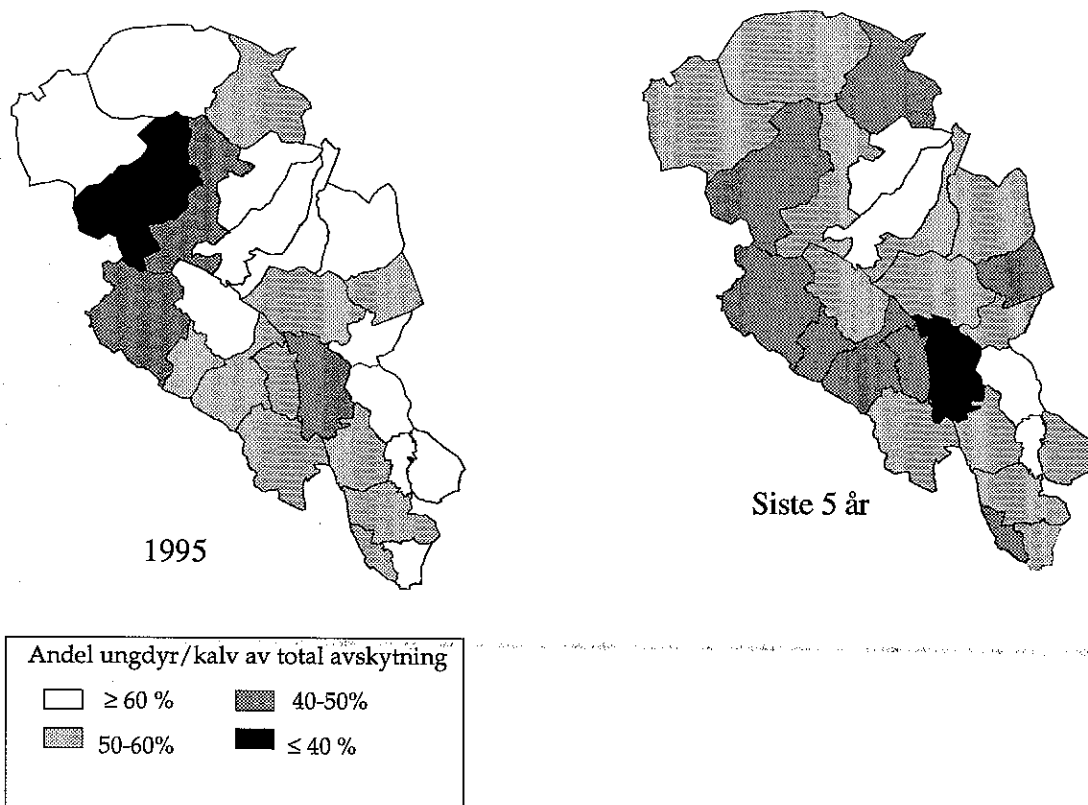 1995
Siste 5 år
Andel ungdyr/kalv av total avskytning
≥ 60 %
40-50%
50-60%
≤ 40 %